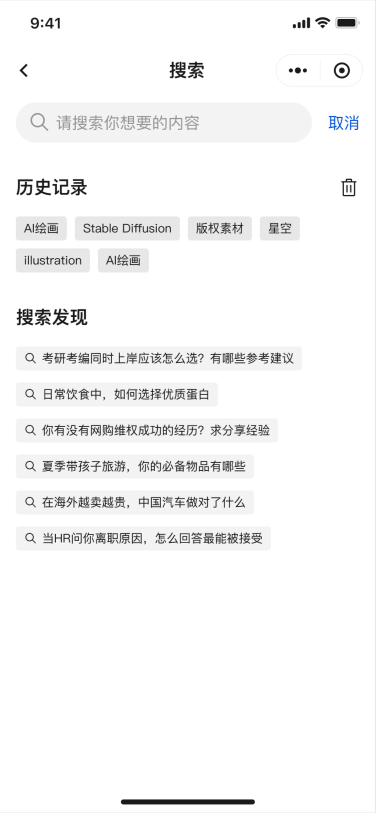 9:41
搜索
请搜索你想要的内容 取消
历史记录
AI绘画 Stable Diffusion 版权素材 星空
illustration AI绘画
搜索发现
考研考编同时上岸应该怎么选？有哪些参考建议
日常饮食中，如何选择优质蛋白
你有没有网购维权成功的经历？求分享经验
夏季带孩子旅游，你的必备物品有哪些
在海外越卖越贵，中国汽车做对了什么
当HR问你离职原因，怎么回答最能被接受